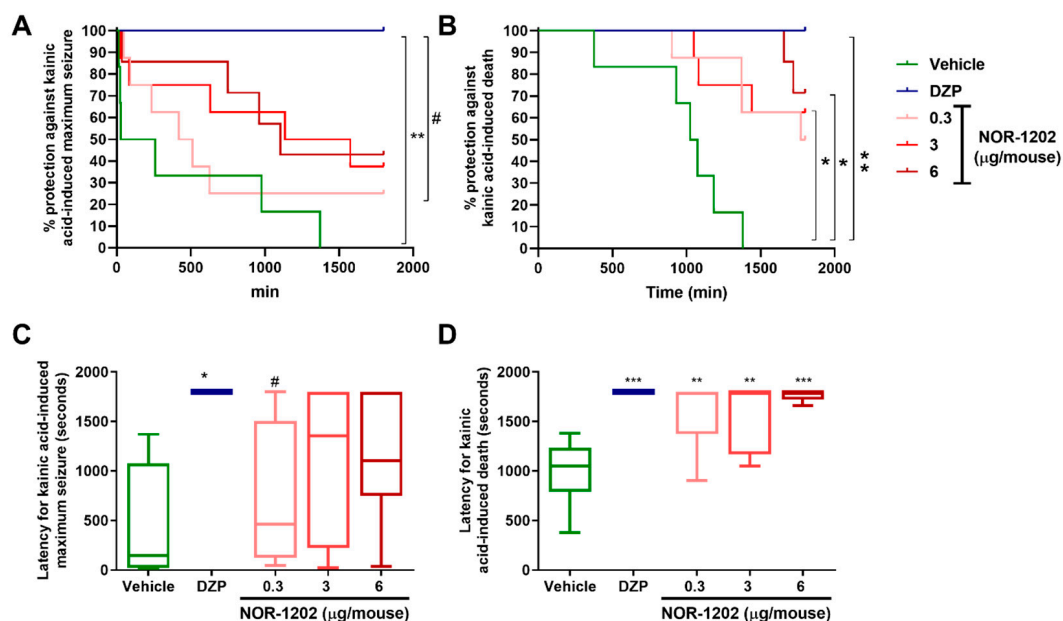 A
% protection against kainic
acid-induced maximum seizure
100
90
80
70
60
50
40
30
20
10
0
0 500 1000 1500 2000
min
**
#
B
% protection against
kainic acid-induced death
100
90
80
70
60
50
40
30
20
10
0
0 500 1000 1500 2000
Time (min)
*
*
**
Vehicle
DZP
0.3
3
6
NOR-1202
(μg/mouse)
C
Latency for kainic acid-induced
maximum seizure (seconds)
2000
1500
1000
500
0
*
#
Vehicle DZP 0.3 3 6
NOR-1202 (μg/mouse)
D
Latency for kainic
acid-induced death (seconds)
2000
1500
1000
500
0
*** ** ** ***
Vehicle DZP 0.3 3 6
NOR-1202 (μg/mouse)